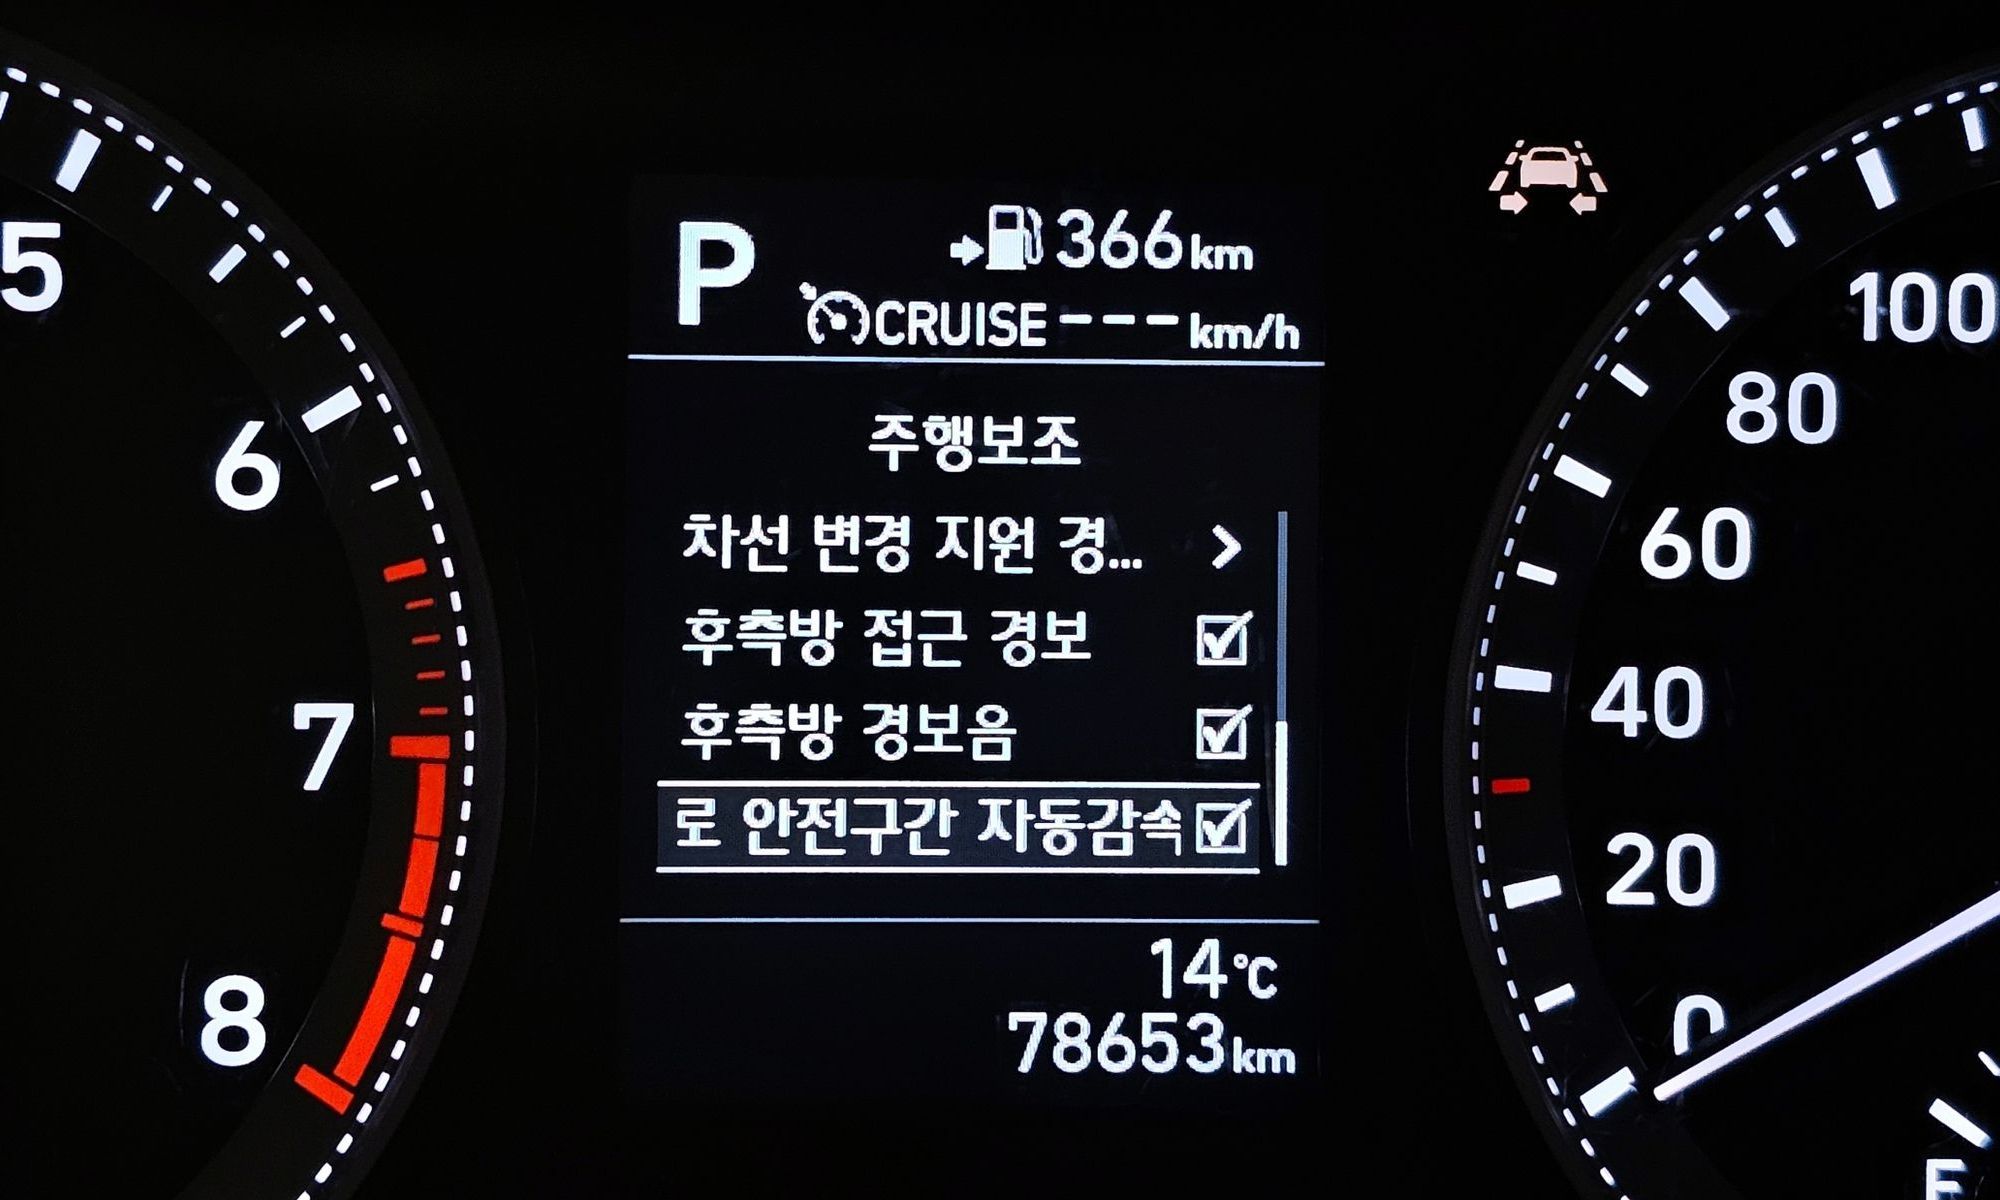 P
366km
CRUISE ---km/h
주행보조
차선 변경 지원 경...
후측방 접근 경보
후측방 경보음
로 안전구간 자동감속
14°C
78653km
5
6
7
8
100
80
60
40
20
0
E